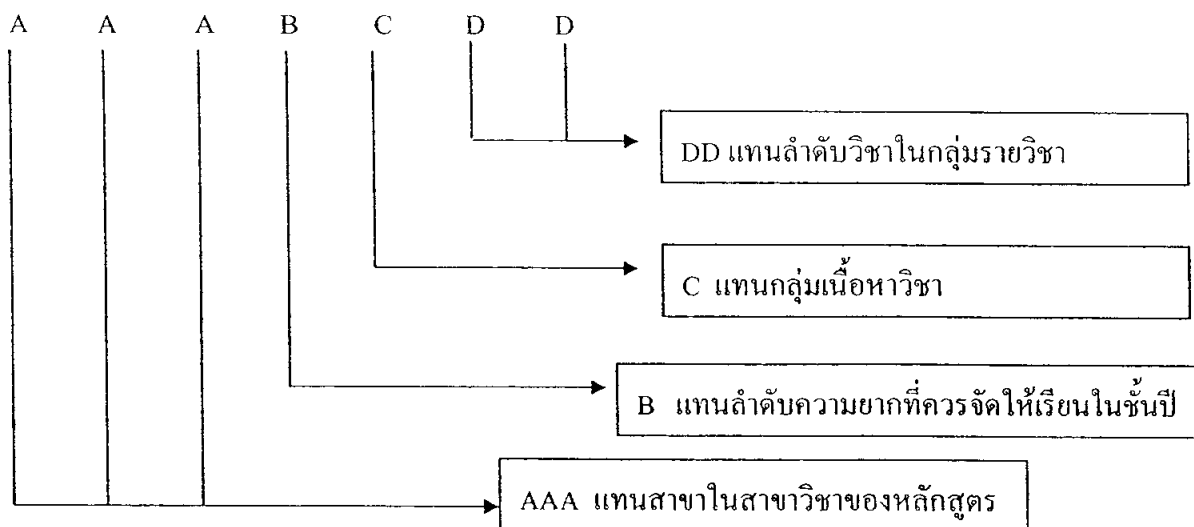 A A A B C D D
DD แทนลำดับวิชาในกลุ่มรายวิชา
C แทนกลุ่มเนื้อหาวิชา
B แทนลำดับความยากที่ควรจัดให้เรียนในชั้นปี
AAA แทนสาขาในสาขาวิชาของหลักสูตร